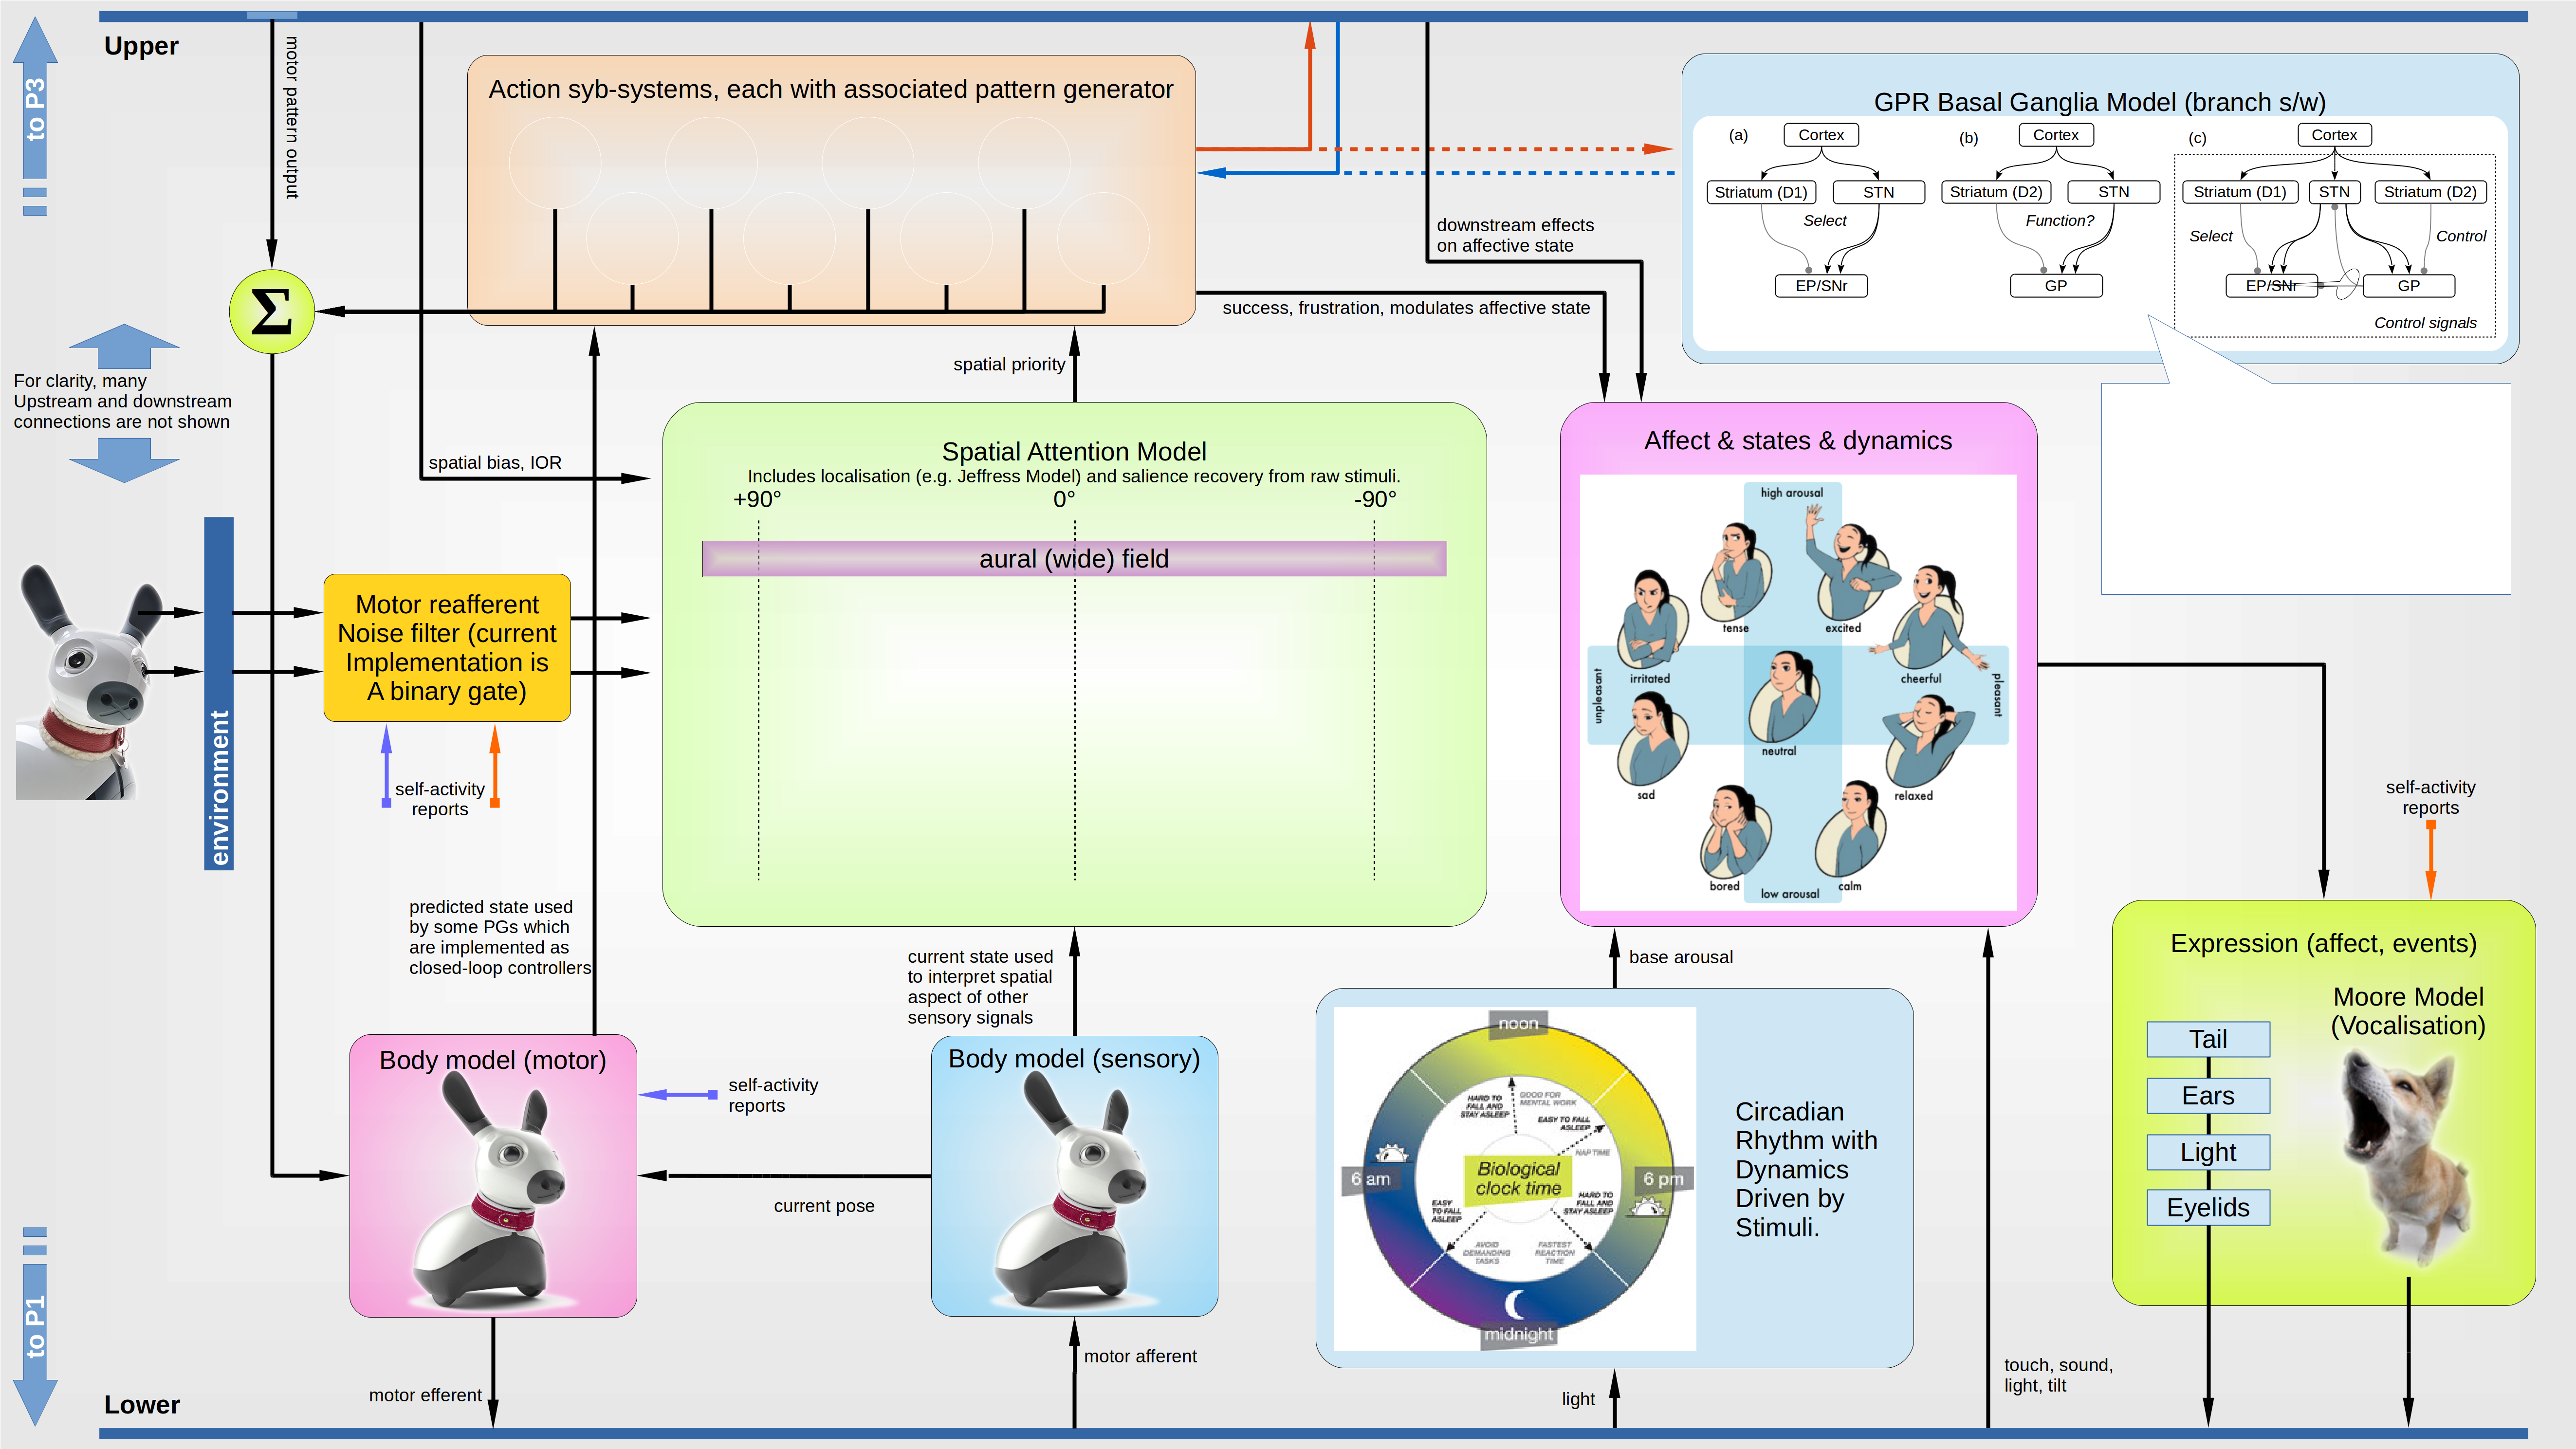 Upper
to P3
motor pattern output
Action syb-systems, each with associated pattern generator
GPR Basal Ganglia Model (branch s/w)
(a)
Cortex
Striatum (D1)
STN
Select
EP/SNr
(b)
Cortex
Striatum (D2)
STN
Function?
GP
(c)
Cortex
Striatum (D1)
STN
Striatum (D2)
Select
Control
EP/SNr
GP
Control signals
downstream effects
on affective state
success, frustration, modulates affective state
Σ
For clarity, many
Upstream and downstream
connections are not shown
spatial priority
spatial bias, IOR
Spatial Attention Model
Includes localisation (e.g. Jeffress Model) and salience recovery from raw stimuli.
+90°
0°
-90°
aural (wide) field
Affect & states & dynamics
high arousal
tense
excited
irritated
cheerful
unpleasant
pleasant
neutral
sad
relaxed
bored
calm
low arousal
environment
Motor reafferent
Noise filter (current
Implementation is
A binary gate)
self-activity
reports
predicted state used
by some PGs which
are implemented as
closed-loop controllers
current state used
to interpret spatial
aspect of other
sensory signals
base arousal
self-activity
reports
Expression (affect, events)
Moore Model
(Vocalisation)
Tail
Ears
Light
Eyelids
Body model (motor)
self-activity
reports
Body model (sensory)
current pose
noon
HARD TO
FALL AND
STAY ASLEEP
GOOD FOR
MENTAL WORK
EASY TO FALL
ASLEEP
NAP TIME
Biological
clock time
6 am
6 pm
EASY
TO FALL
ASLEEP
HARD TO
FALL AND
STAY ASLEEP
AVOID
DEMANDING
TASKS
FASTEST
REACTION
TIME
midnight
Circadian
Rhythm with
Dynamics
Driven by
Stimuli.
to P1
motor efferent
motor afferent
light
touch, sound,
light, tilt
Lower